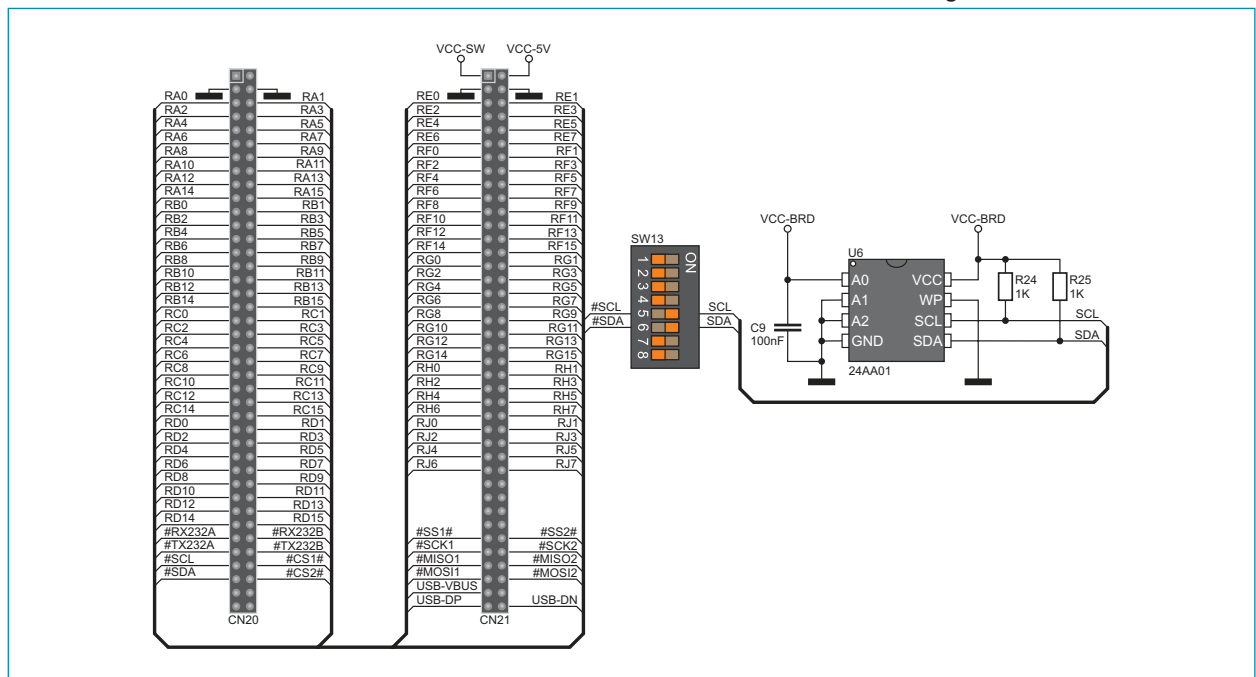 VCC-SW VCC-5V
RA0 RA1 RE0 RE1
RA2 RA3 RE2 RE3
RA4 RA5 RE4 RE5
RA6 RA7 RE6 RE7
RA8 RA9 RF0 RF1
RA10 RA11 RF2 RF3
RA12 RA13 RF4 RF5
RA14 RA15 RF6 RF7
RB0 RB1 RF8 RF9
RB2 RB3 RF10 RF11
RB4 RB5 RF12 RF13
RB6 RB7 RF14 RF15
RB8 RB9 RG0 RG1
RB10 RB11 RG2 RG3
RB12 RB13 RG4 RG5
RB14 RB15 RG6 RG7
RC0 RC1 RG8 RG9
RC2 RC3 RG10 RG11
RC4 RC5 RG12 RG13
RC6 RC7 RG14 RG15
RC8 RC9 RH0 RH1
RC10 RC11 RH2 RH3
RC12 RC13 RH4 RH5
RC14 RC15 RH6 RH7
RD0 RD1 RJ0 RJ1
RD2 RD3 RJ2 RJ3
RD4 RD5 RJ4 RJ5
RD6 RD7 RJ6 RJ7
RD8 RD9
RD10 RD11
RD12 RD13
RD14 RD15
#RX232A #RX232B #SS1# #SS2#
#TX232A #TX232B #SCK1 #SCK2
#SCL #CS1# #MISO1 #MISO2
#SDA #CS2# #MOSI1 #MOSI2
USB-VBUS
USB-DP USB-DN
CN20 CN21
SW13
ON
1
2
3
4
5
6
7
8
#SCL SCL
#SDA SDA
VCC-BRD VCC-BRD
U6
A0 VCC
A1 WP
A2 SCL
GND SDA
24AA01
C9
100nF
R24
1K
R25
1K
SCL
SDA